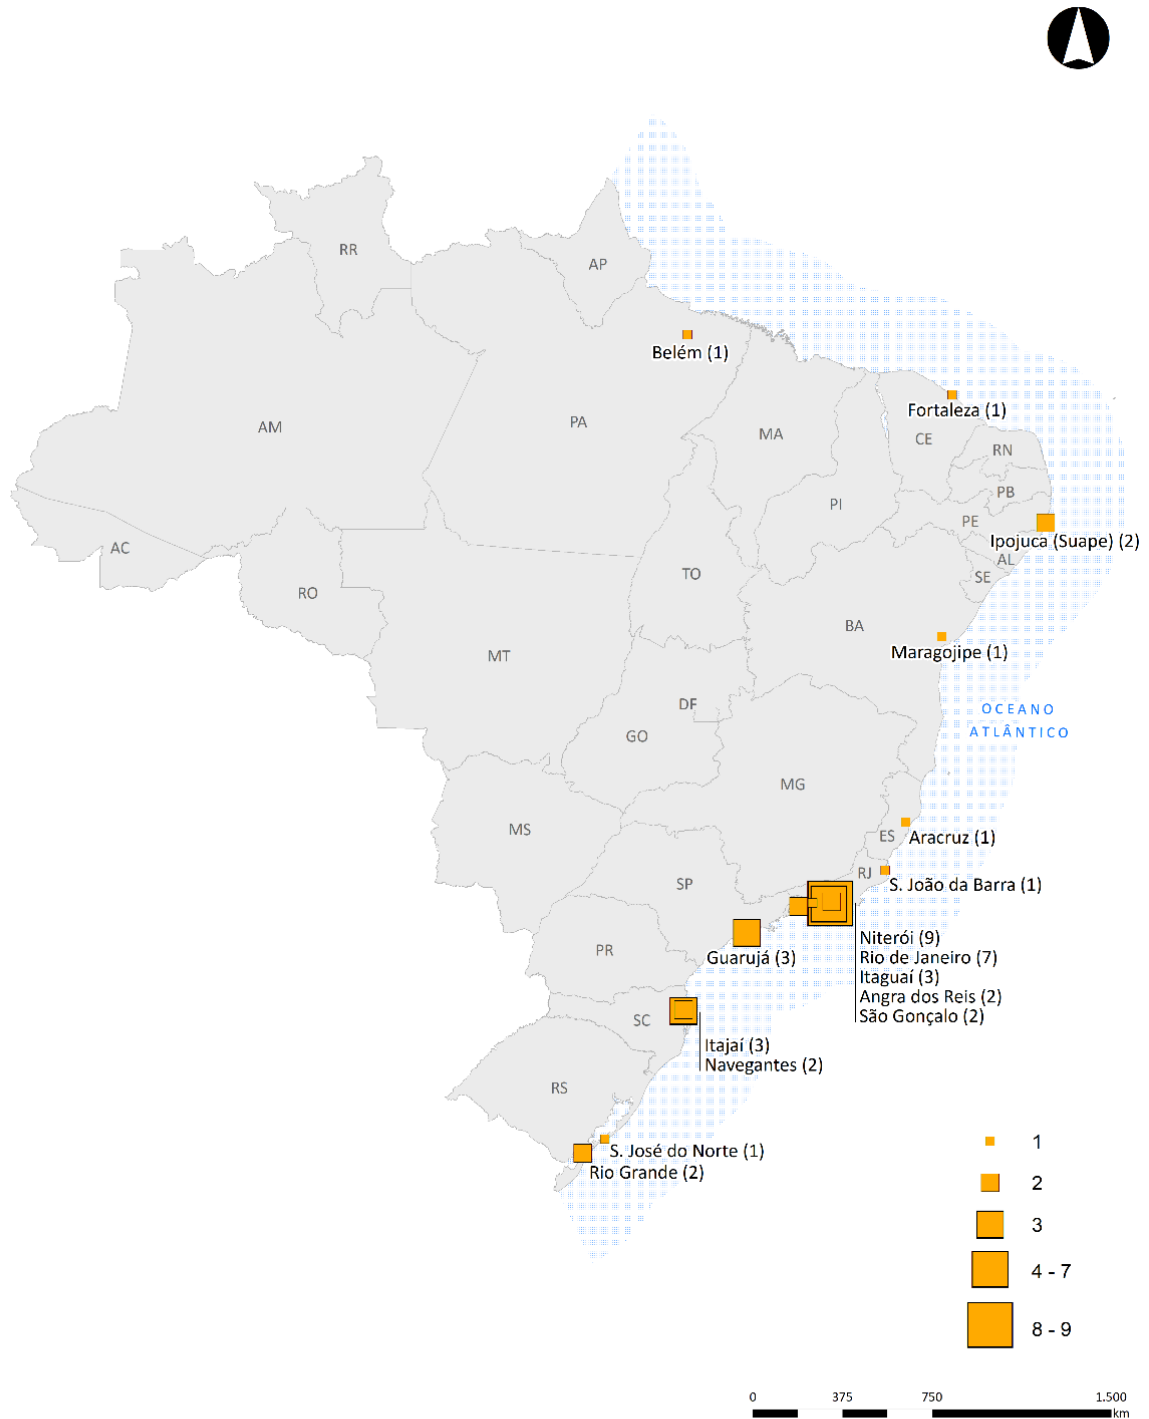 RR
AP
Belém (1)
Fortaleza (1)
AM
PA
MA
CE
RN
PB
PI
PE
Ipojuca (Suape) (2)
AC
AL
SE
TO
RO
BA
Maragojipe (1)
MT
DF
OCEANO
ATLÂNTICO
GO
MG
MS
ES
Aracruz (1)
RJ
SP
S. João da Barra (1)
Niterói (9)
Rio de Janeiro (7)
Itaguaí (3)
Angra dos Reis (2)
São Gonçalo (2)
PR
Guarujá (3)
SC
Itajaí (3)
Navegantes (2)
RS
S. José do Norte (1)
Rio Grande (2)
1
2
3
4 - 7
8 - 9
0 375 750 1.500
km